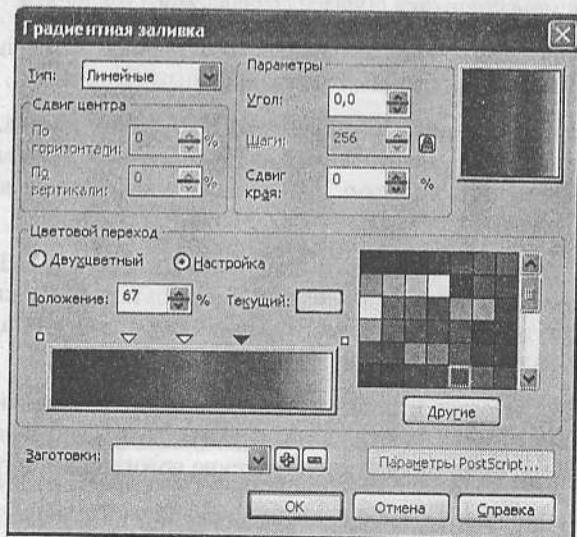 Градиентная заливка
Тип: Линейные
Сдвиг центра
По горизонтали: 0 %
По вертикали: 0 %
Параметры
Угол: 0,0
Шаги: 256
Сдвиг края: 0 %
Цветовой переход
Двухцветный Настройка
Положение: 67 % Текущий:
Другие
Заготовки:
Параметры PostScript...
OK Отмена Справка